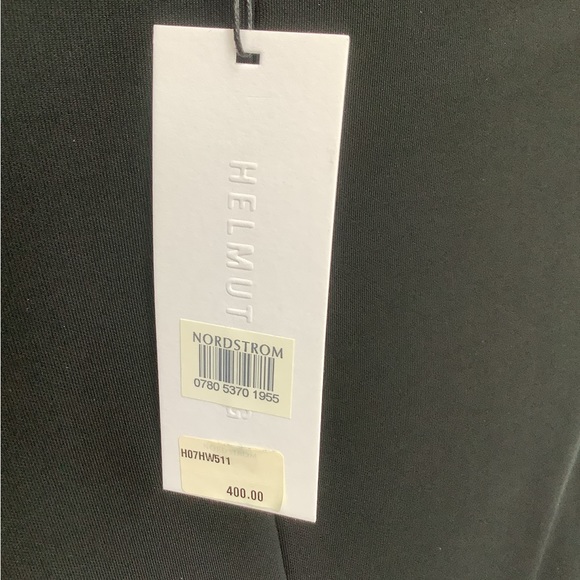 HELMUT
NORDSTROM
0780 5370 1955
H07HW511
400.00